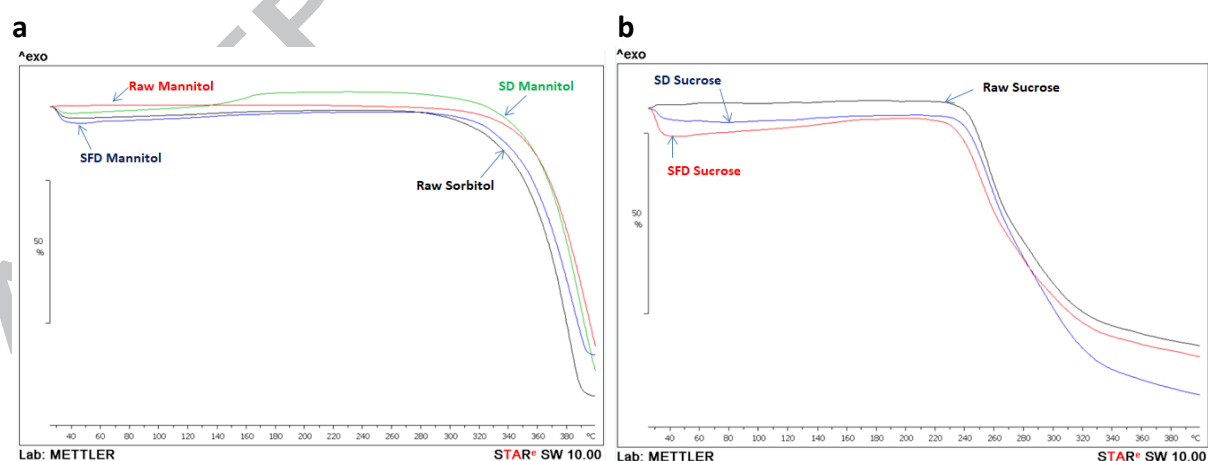 a
^exo
Raw Mannitol
SD Mannitol
SFD Mannitol
Raw Sorbitol
50
%
40 60 80 100 120 140 160 180 200 220 240 260 280 300 320 340 360 380 °C
Lab: METTLER
STARe SW 10.00
b
^exo
SD Sucrose
Raw Sucrose
SFD Sucrose
50
%
40 60 80 100 120 140 160 180 200 220 240 260 280 300 320 340 360 380 °C
Lab: METTLER
STARe SW 10.00